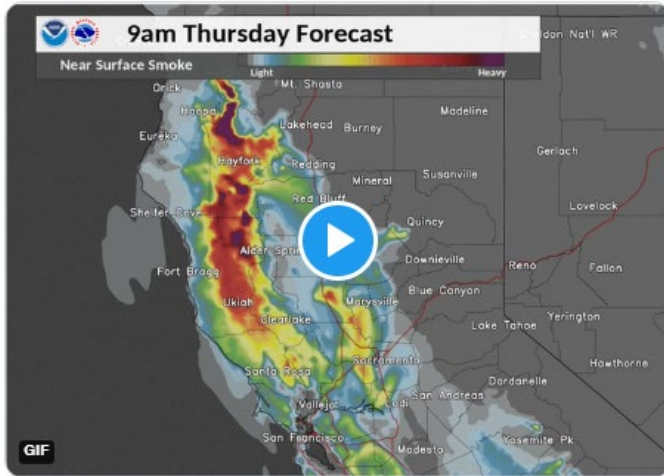 9am Thursday Forecast
Near Surface Smoke
Light
Heavy
Sheldon Nat'l WR
Orick
Mt. Shasta
Hoopa
Madeline
Eureka
Lakehead
Burney
Gerlach
Hayfork
Redding
Mineral
Susanville
Red Bluff
Lovelock
Shelter Cove
Quincy
Alder Spri
Downieville
Reno
Fallon
Fort Bragg
Blue Canyon
Ukiah
Marysville
Yerington
Clearlake
Lake Tahoe
Sacramento
Hawthorne
Santa Rosa
Dardanelle
San Andreas
Vallejo
Lodi
San Francisco
Yosemite Pk
Modesto
GIF